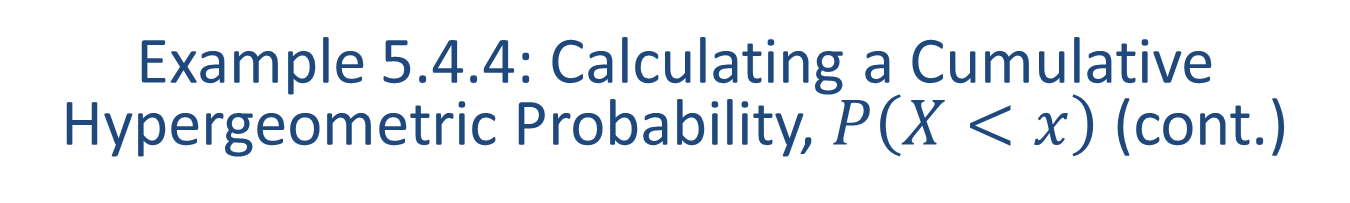 Example 5.4.4: Calculating a Cumulative
Hypergeometric Probability, 𝑃(𝑋 < 𝑥) (cont.)